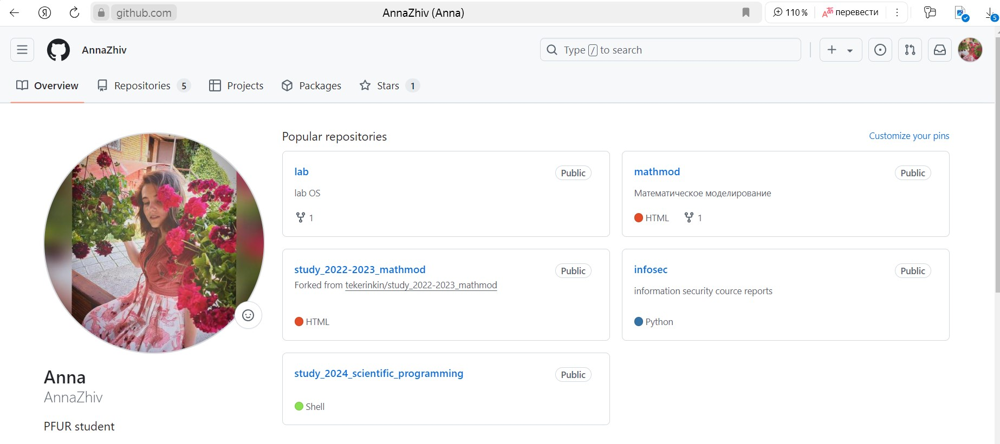 github.com
AnnaZhiv (Anna)
110 %
перевести
5
AnnaZhiv
Type / to search
Overview
Repositories 5
Projects
Packages
Stars 1
Popular repositories
Customize your pins
lab
Public
lab OS
1
mathmod
Public
Математическое моделирование
HTML 1
study_2022-2023_mathmod
Public
Forked from tekerinkin/study_2022-2023_mathmod
HTML
infosec
Public
information security cource reports
Python
study_2024_scientific_programming
Public
Shell
Anna
AnnaZhiv
PFUR student